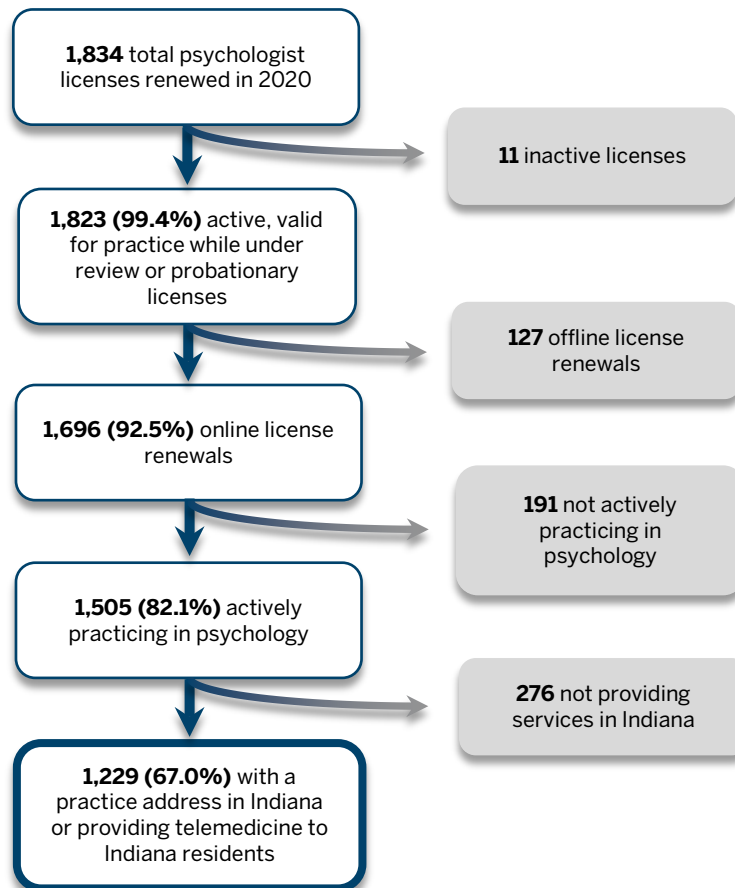 1,834 total psychologist
licenses renewed in 2020
11 inactive licenses
1,823 (99.4%) active, valid
for practice while under
review or probationary
licenses
127 offline license
renewals
1,696 (92.5%) online license
renewals
191 not actively
practicing in
psychology
1,505 (82.1%) actively
practicing in psychology
276 not providing
services in Indiana
1,229 (67.0%) with a
practice address in Indiana
or providing telemedicine to
Indiana residents